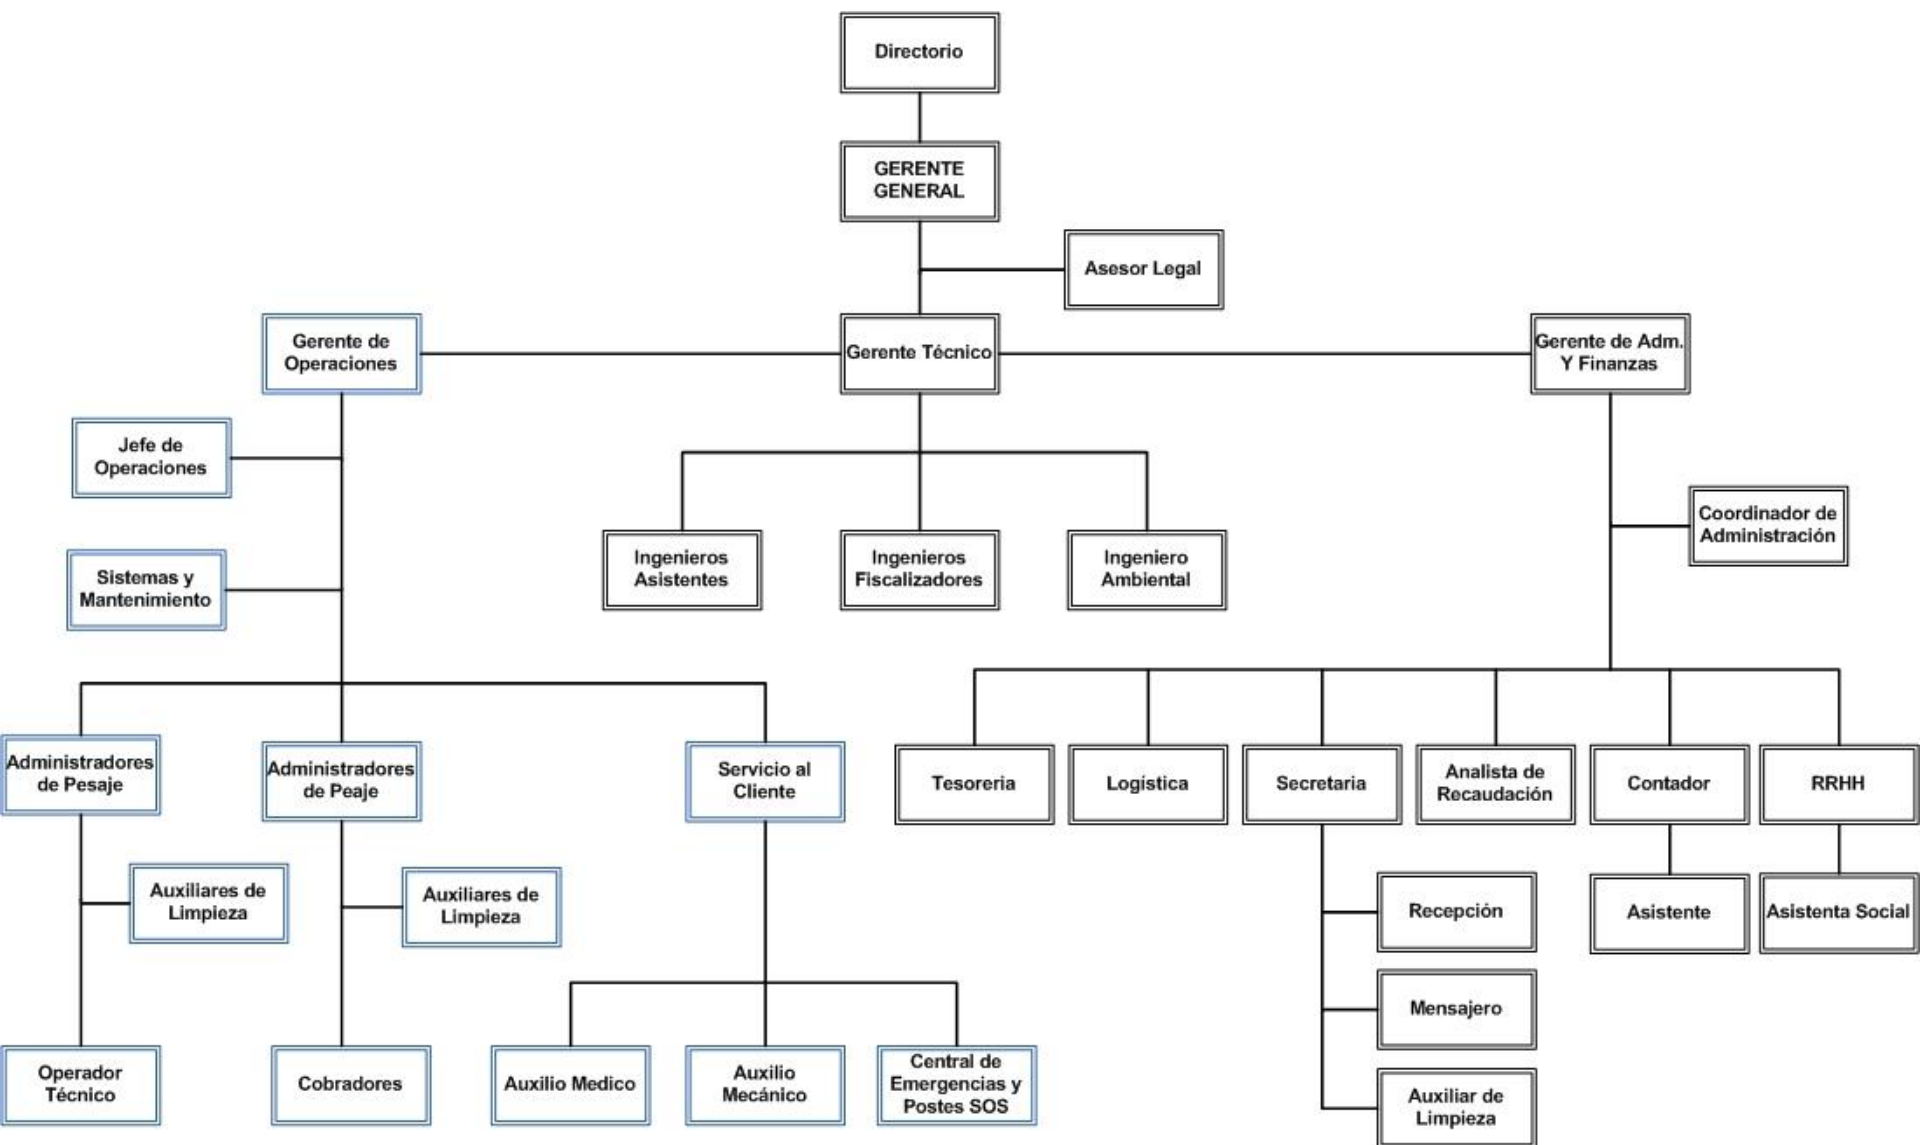 Directorio
GERENTE
GENERAL
Asesor Legal
Gerente de
Operaciones
Gerente Técnico
Gerente de Adm.
Y Finanzas
Jefe de
Operaciones
Coordinador de
Administración
Sistemas y
Mantenimiento
Ingenieros
Asistentes
Ingenieros
Fiscalizadores
Ingeniero
Ambiental
Administradores
de Pesaje
Administradores
de Peaje
Servicio al
Cliente
Tesoreria
Logística
Secretaria
Analista de
Recaudación
Contador
RRHH
Auxiliares de
Limpieza
Auxiliares de
Limpieza
Recepción
Asistente
Asistenta Social
Mensajero
Operador
Técnico
Cobradores
Auxilio Medico
Auxilio
Mecánico
Central de
Emergencias y
Postes SOS
Auxiliar de
Limpieza